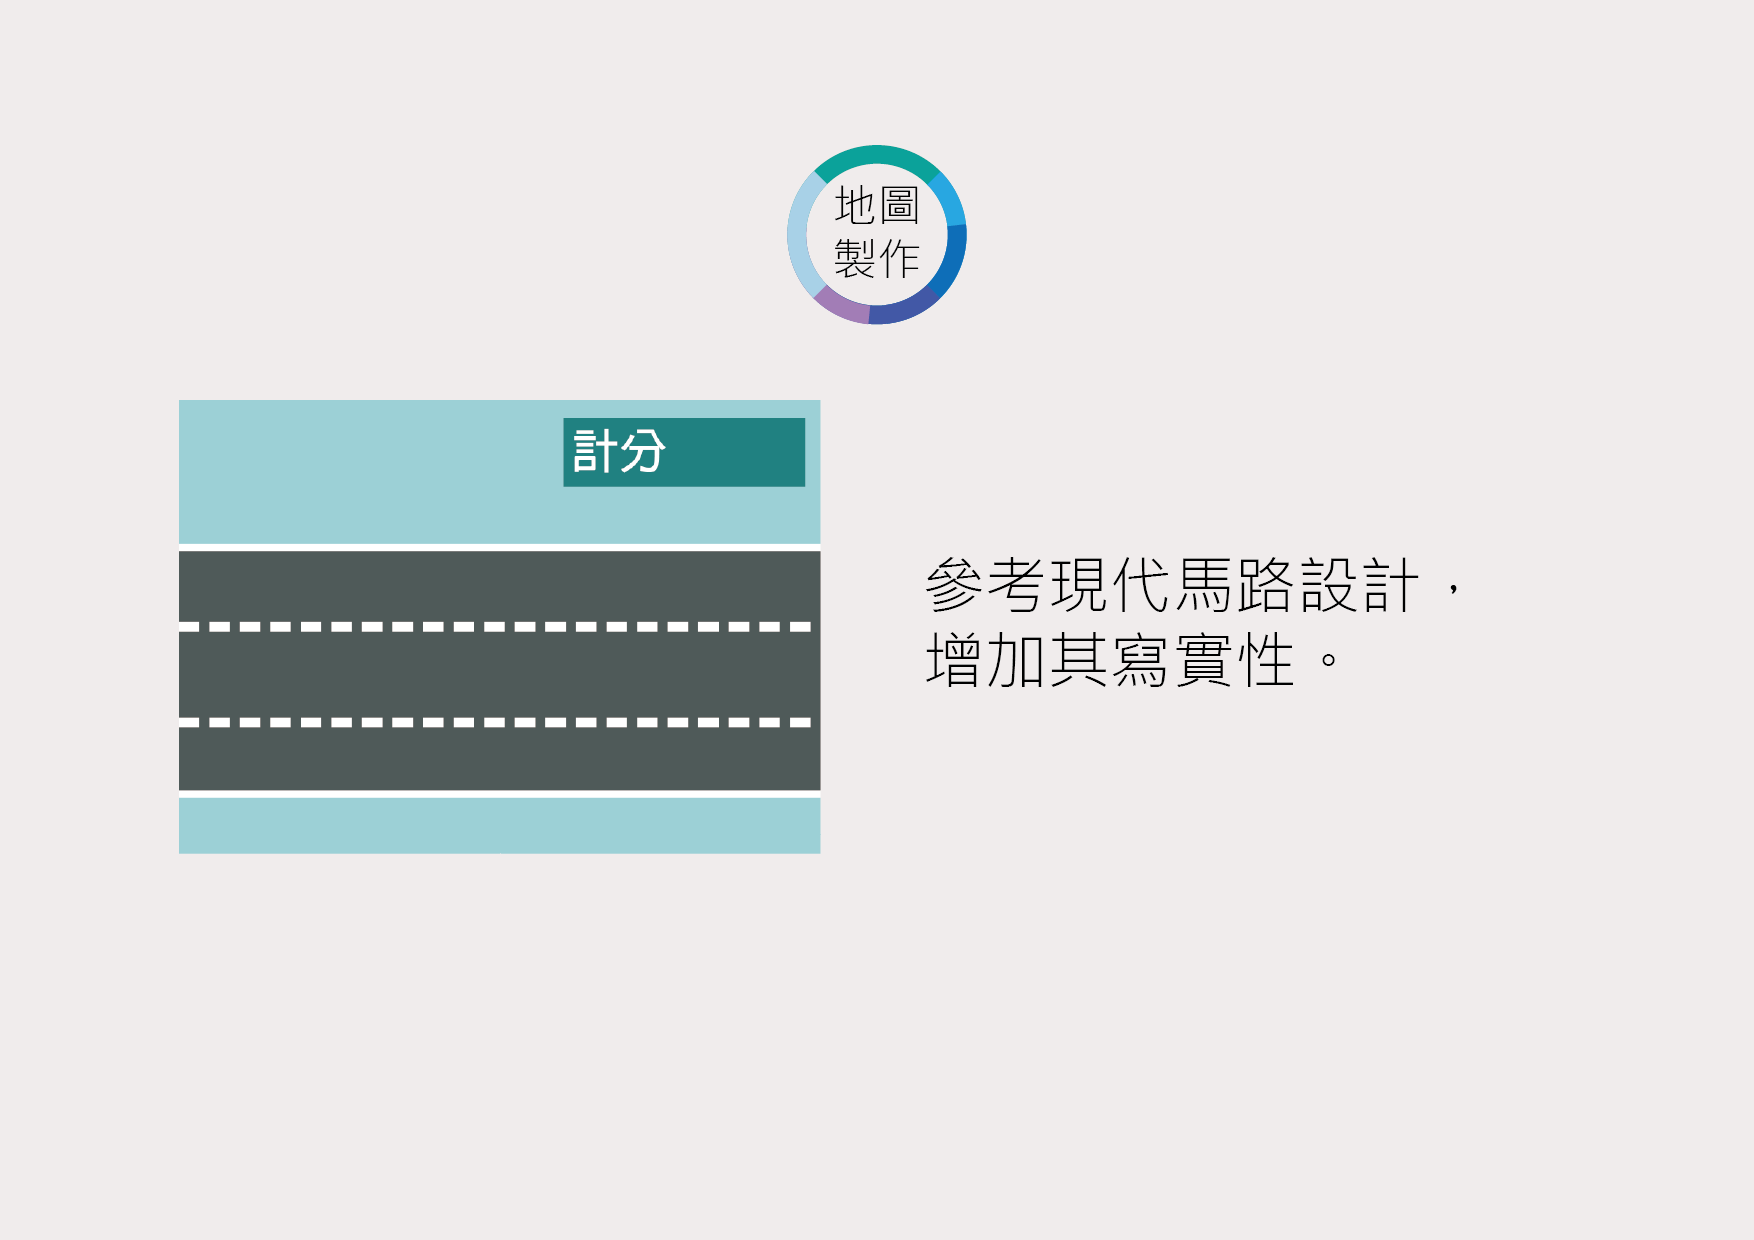 地圖
製作
計分
參考現代馬路設計，
增加其寫實性。